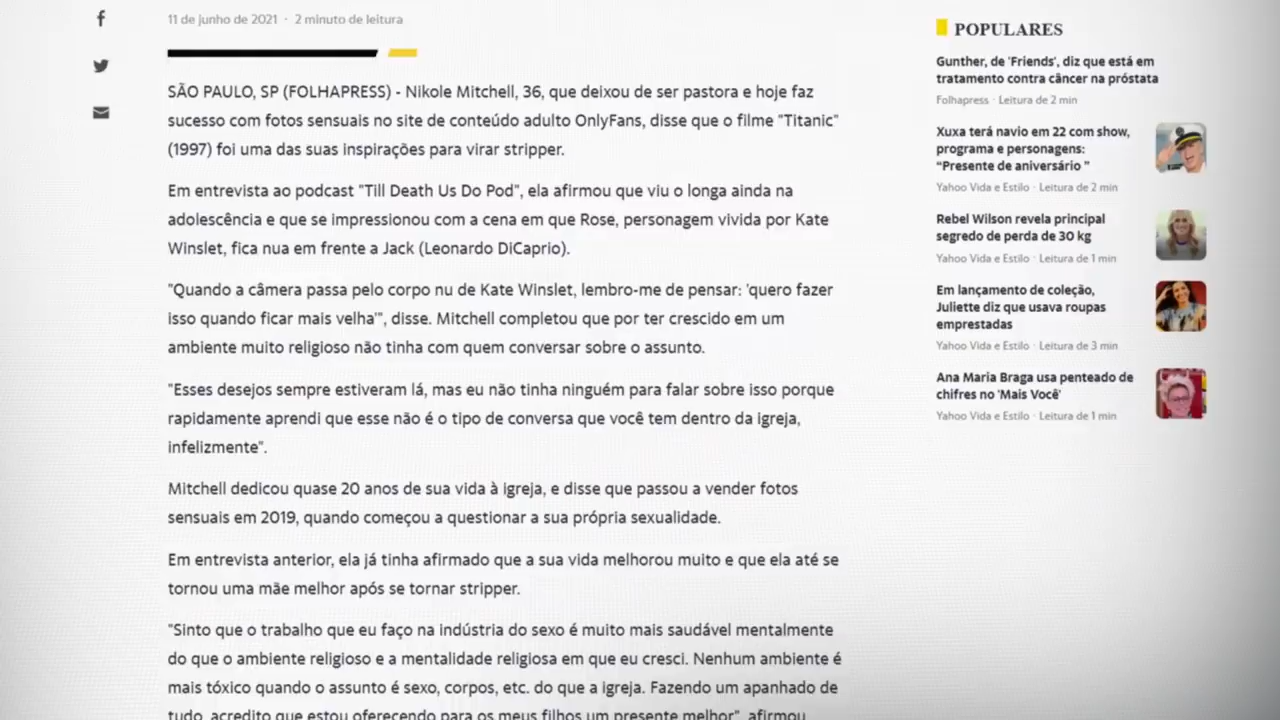 11 de junho de 2021 · 2 minuto de leitura
SÃO PAULO, SP (FOLHAPRESS) - Nikole Mitchell, 36, que deixou de ser pastora e hoje faz
sucesso com fotos sensuais no site de conteúdo adulto OnlyFans, disse que o filme "Titanic"
(1997) foi uma das suas inspirações para virar stripper.
Em entrevista ao podcast "Till Death Us Do Pod", ela afirmou que viu o longa ainda na
adolescência e que se impressionou com a cena em que Rose, personagem vivida por Kate
Winslet, fica nua em frente a Jack (Leonardo DiCaprio).
"Quando a câmera passa pelo corpo nu de Kate Winslet, lembro-me de pensar: 'quero fazer
isso quando ficar mais velha'", disse. Mitchell completou que por ter crescido em um
ambiente muito religioso não tinha com quem conversar sobre o assunto.
"Esses desejos sempre estiveram lá, mas eu não tinha ninguém para falar sobre isso porque
rapidamente aprendi que esse não é o tipo de conversa que você tem dentro da igreja,
infelizmente".
Mitchell dedicou quase 20 anos de sua vida à igreja, e disse que passou a vender fotos
sensuais em 2019, quando começou a questionar a sua própria sexualidade.
Em entrevista anterior, ela já tinha afirmado que a sua vida melhorou muito e que ela até se
tornou uma mãe melhor após se tornar stripper.
"Sinto que o trabalho que eu faço na indústria do sexo é muito mais saudável mentalmente
do que o ambiente religioso e a mentalidade religiosa em que eu cresci. Nenhum ambiente é
mais tóxico quando o assunto é sexo, corpos, etc. do que a igreja. Fazendo um apanhado de
tudo, acredito que estou oferecendo para os meus filhos um presente melhor", afirmou
POPULARES
Gunther, de 'Friends', diz que está em
tratamento contra câncer na próstata
Folhapress · Leitura de 2 min
Xuxa terá navio em 22 com show,
programa e personagens:
“Presente de aniversário ”
Yahoo Vida e Estilo · Leitura de 2 min
Rebel Wilson revela principal
segredo de perda de 30 kg
Yahoo Vida e Estilo · Leitura de 1 min
Em lançamento de coleção,
Juliette diz que usava roupas
emprestadas
Yahoo Vida e Estilo · Leitura de 3 min
Ana Maria Braga usa penteado de
chifres no 'Mais Você'
Yahoo Vida e Estilo · Leitura de 1 min